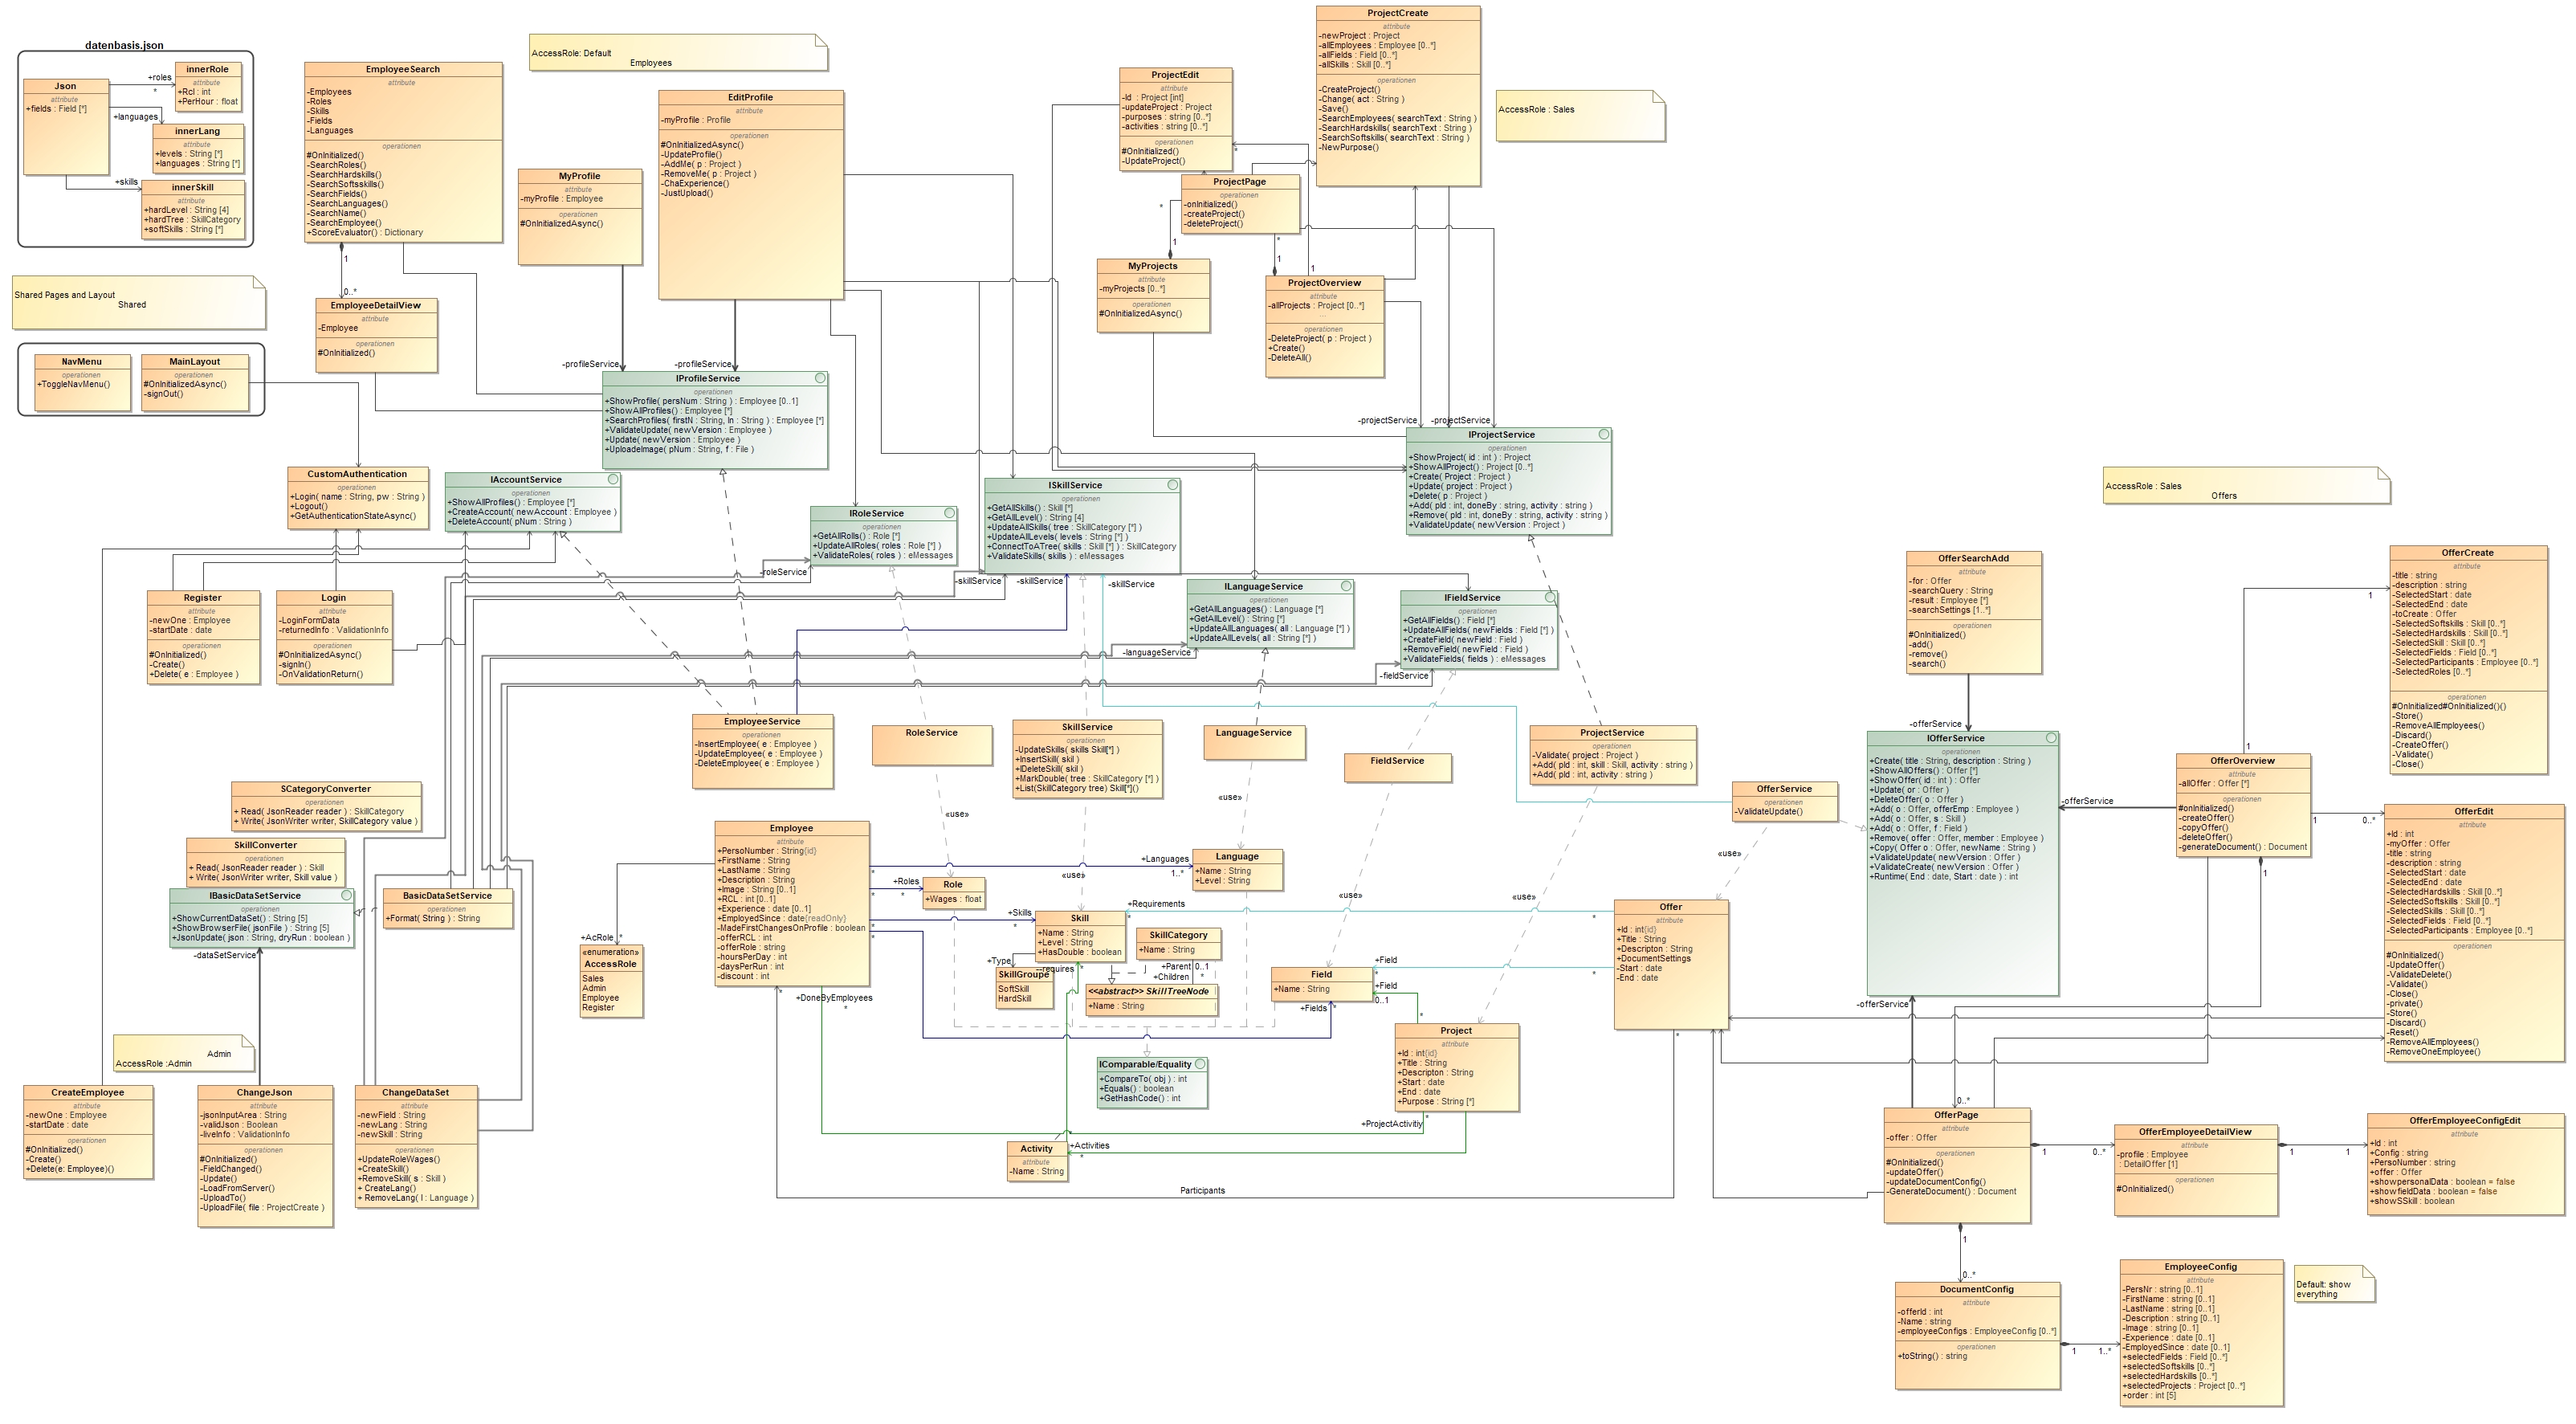 datenbasis.json
Json
attribute
+fields : Field [*]
+roles
*
+languages
+skills
innerRole
attribute
+Rcl : int
+PerHour : float
innerLang
attribute
+levels : String [*]
+languages : String [*]
innerSkill
attribute
+hardLevel : String [4]
+hardTree : SkillCategory
+softSkills : String [*]
Shared Pages and Layout
Shared
NavMenu
operationen
+ToggleNavMenu()
MainLayout
operationen
#OnInitializedAsync()
-signOut()
EmployeeSearch
attribute
-Employees
-Roles
-Skills
-Fields
-Languages
operationen
#OnInitialized()
-SearchRoles()
-SearchHardskills()
-SearchSoftsskills()
-SearchFields()
-SearchLanguages()
-SearchName()
-SearchEmployee()
+ScoreEvaluator() : Dictionary
1
0..*
EmployeeDetailView
attribute
-Employee
operationen
#OnInitialized()
AccessRole: Default
Employees
MyProfile
attribute
-myProfile : Employee
operationen
#OnInitializedAsync()
EditProfile
attribute
-myProfile : Profile
operationen
#OnInitializedAsync()
-UpdateProfile()
-AddMe( p : Project )
-RemoveMe( p : Project )
-ChaExperience()
-JustUpload()
-profileService
-profileService
IProfileService
operationen
+ShowProfile( persNum : String ) : Employee [0..1]
+ShowAllProfiles() : Employee [*]
+SearchProfiles( firstN : String, ln : String ) : Employee [*]
+ValidateUpdate( newVersion : Employee )
+Update( newVersion : Employee )
+UploadeImage( pNum : String, f : File )
ProjectEdit
attribute
-Id : Project [int]
-updateProject : Project
-purposes : string [0..*]
-activities : string [0..*]
operationen
#OnInitialized()
-UpdateProject()
*
ProjectCreate
attribute
-newProject : Project
-allEmployees : Employee [0..*]
-allFields : Field [0..*]
-allSkills : Skill [0..*]
operationen
-CreateProject()
-Change( act : String )
-Save()
-SearchEmployees( searchText : String )
-SearchHardskills( searchText : String )
-SearchSoftskills( searchText : String )
-NewPurpose()
AccessRole : Sales
ProjectPage
operationen
-onInitialized()
-createProject()
-deleteProject()
*
1
*
1
1
MyProjects
attribute
-myProjects [0..*]
operationen
#OnInitializedAsync()
ProjectOverview
attribute
-allProjects : Project [0..*]
...
operationen
-DeleteProject( p : Project )
+Create()
-DeleteAll()
-projectService
-projectService
IProjectService
operationen
+ShowProject( id : int ) : Project
+ShowAllProject() : Project [0..*]
+Create( Project : Project )
+Update( project : Project )
+Delete( p : Project )
+Add( pId : int, doneBy : string, activity : string )
+Remove( pId : int, doneBy : string, activity : string )
+ValidateUpdate( newVersion : Project )
CustomAuthentication
operationen
+Login( name : String, pw : String )
+Logout()
+GetAuthenticationStateAsync()
IAccountService
operationen
+ShowAllProfiles() : Employee [*]
+CreateAccount( newAccount : Employee )
+DeleteAccount( pNum : String )
IRoleService
operationen
+GetAllRolls() : Role [*]
+UpdateAllRoles( roles : Role [*] )
+ValidateRoles( roles ) : eMessages
-roleService
ISkillService
operationen
+GetAllSkills() : Skill [*]
+GetAllLevel() : String [4]
+UpdateAllSkills( tree : SkillCategory [*] )
+UpdateAllLevels( levels : String [*] )
+ConnectToATree( skills : Skill [*] ) : SkillCategory
+ValidateSkills( skills ) : eMessages
-skillService
-skillService
-skillService
ILanguageService
operationen
+GetAllLanguages() : Language [*]
+GetAllLevel() : String [*]
+UpdateAllLanguages( all : Language [*] )
+UpdateAllLevels( all : String [*] )
-languageService
IFieldService
operationen
+GetAllFields() : Field [*]
+UpdateAllFields( newFields : Field [*] )
+CreateField( newField : Field )
+RemoveField( newField : Field )
+ValidateFields( fields ) : eMessages
-fieldService
Register
attribute
-newOne : Employee
-startDate : date
operationen
#OnInitialized()
-Create()
-Delete( e : Employee )
Login
attribute
-LoginFormData
-returnedInfo : ValidationInfo
operationen
#OnInitializedAsync()
-signIn()
-OnValidationReturn()
EmployeeService
operationen
-InsertEmployee( e : Employee )
-UpdateEmployee( e : Employee )
-DeleteEmployee( e : Employee )
RoleService
SkillService
operationen
-UpdateSkills( skills Skill[*] )
-InsertSkill( skil )
-IDeleteSkill( skil )
-MarkDouble( tree : SkillCategory [*] )
+List(SkillCategory tree) Skill[*]()
LanguageService
FieldService
ProjectService
operationen
-Validate( project : Project )
+Add( pId : int, skill : Skill, activity : string )
+Add( pId : int, activity : string )
OfferService
operationen
-ValidateUpdate()
«use»
«use»
«use»
«use»
«use»
«use»
SCategoryConverter
operationen
+ Read( JsonReader reader ) : SkillCategory
+ Write( JsonWriter writer, SkillCategory value )
SkillConverter
operationen
+ Read( JsonReader reader ) : Skill
+ Write( JsonWriter writer, Skill value )
IBasicDataSetService
operationen
+ShowCurrentDataSet() : String [5]
+ShowBrowserFile( jsonFile ) : String [5]
+JsonUpdate( json : String, dryRun : boolean )
-dataSetService
BasicDataSetService
operationen
+Format( String ) : String
Admin
AccessRole :Admin
CreateEmployee
attribute
-newOne : Employee
-startDate : date
operationen
#OnInitialized()
-Create()
+Delete(e: Employee)()
ChangeJson
attribute
-jsonInputArea : String
-validJson : Boolean
-liveInfo : ValidationInfo
operationen
#OnInitialized()
-FieldChanged()
-Update()
-LoadFromServer()
-UploadTo()
-UploadFile( file : ProjectCreate )
ChangeDataSet
attribute
-newField : String
-newLang : String
-newSkill : String
operationen
+UpdateRoleWages()
+CreateSkill()
+RemoveSkill( s : Skill )
+ CreateLang()
+ RemoveLang( l : Language )
Employee
attribute
+PersoNumber : String{id}
+FirstName : String
+LastName : String
+Description : String
+Image : String [0..1]
+RCL : int [0..1]
+Experience : date [0..1]
+EmployedSince : date{readOnly}
-MadeFirstChangesOnProfile : boolean
-offerRCL : int
-offerRole : string
-hoursPerDay : int
-daysPerRun : int
-discount : int
+AcRole
*
«enumeration»
AccessRole
Sales
Admin
Employee
Register
+Languages
*
1..*
+Roles
*
*
+Skills
*
*
*
Language
+Name : String
+Level : String
Role
+Wages : float
Skill
+Name : String
+Level : String
+HasDouble : boolean
+Type
-requires
*
SkillGroupe
SoftSkill
HardSkill
SkillCategory
+Name : String
+Parent
0..1
+Children
*
<<abstract>> SkillTreeNode
+Name : String
+Requirements
*
*
+Field
*
*
Field
+Name : String
+Field
0..1
*
+Fields
*
Offer
attribute
+Id : int{id}
+Title : String
+Descripton : String
+DocumentSettings
-Start : date
-End : date
*
Project
attribute
+Id : int{id}
+Title : String
+Descripton : String
+Start : date
+End : date
+Purpose : String [*]
*
+DoneByEmployees
*
*
+ProjectActivitiy
IComparable/Equality
+CompareTo( obj ) : int
+Equals() : boolean
+GetHashCode() : int
Activity
attribute
-Name : String
+Activities
*
Participants
AccessRole : Sales
Offers
OfferSearchAdd
attribute
-for : Offer
-searchQuery : String
-result : Employee [*]
-searchSettings [1..*]
operationen
#OnInitialized()
-add()
-remove()
-search()
-offerService
IOfferService
operationen
+Create( title : String, description : String )
+ShowAllOffers() : Offer [*]
+ShowOffer( id : int ) : Offer
+Update( or : Offer )
+DeleteOffer( o : Offer )
+Add( o : Offer, offerEmp : Employee )
+Add( o : Offer, s : Skill )
+Add( o : Offer, f : Field )
+Remove( offer : Offer, member : Employee )
+Copy( Offer o : Offer, newName : String )
+ValidateUpdate( newVersion : Offer )
+ValidateCreate( newVersion : Offer )
+Runtime( End : date, Start : date ) : int
-offerService
-offerService
OfferOverview
attribute
-allOffer : Offer [*]
operationen
#onInitialized()
-createOffer()
-copyOffer()
-deleteOffer()
-generateDocument() : Document
1
1
1
0..*
1
0..*
OfferCreate
attribute
-title : string
-description : string
-SelectedStart : date
-SelectedEnd : date
-toCreate : Offer
-SelectedSoftskills : Skill [0..*]
-SelectedHardskills : Skill [0..*]
-SelectedSkill : Skill [0..*]
-SelectedFields : Field [0..*]
-SelectedParticipants : Employee [0..*]
-SelectedRoles [0..*]
operationen
#OnInitialized#OnInitialized()()
-Store()
-RemoveAllEmployees()
-Discard()
-CreateOffer()
-Validate()
-Close()
OfferEdit
attribute
+Id : int
-myOffer : Offer
-title : string
-description : string
-SelectedStart : date
-SelectedEnd : date
-SelectedHardskills : Skill [0..*]
-SelectedSoftskills : Skill [0..*]
-SelectedSkills : Skill [0..*]
-SelectedFields : Field [0..*]
-SelectedParticipants : Employee [0..*]
operationen
#OnInitialized()
-UpdateOffer()
-ValidateDelete()
-Validate()
-Close()
-private()
-Store()
-Discard()
-Reset()
-RemoveAllEmployees()
-RemoveOneEmployee()
OfferPage
attribute
-offer : Offer
operationen
#OnInitialized()
-updateOffer()
-updateDocumentConfig()
-GenerateDocument() : Document
1
0..*
OfferEmployeeDetailView
attribute
-profile : Employee
: DetailOffer [1]
operationen
#OnInitialized()
1
1
OfferEmployeeConfigEdit
attribute
+Id : int
+Config : string
+PersoNumber : string
+offer : Offer
+showpersonalData : boolean = false
+showfieldData : boolean = false
+showSSkill : boolean
1
0..*
DocumentConfig
attribute
-offerId : int
-Name : string
-employeeConfigs : EmployeeConfig [0..*]
operationen
+toString() : string
1
1..*
EmployeeConfig
attribute
-PersNr : string [0..1]
-FirstName : string [0..1]
-LastName : string [0..1]
-Description : string [0..1]
-Image : string [0..1]
-Experience : date [0..1]
-EmployedSince : date [0..1]
+selectedFields : Field [0..*]
+selectedSoftskills [0..*]
+selectedHardskills [0..*]
+selectedProjects : Project [0..*]
+order : int [5]
Default: show
everything